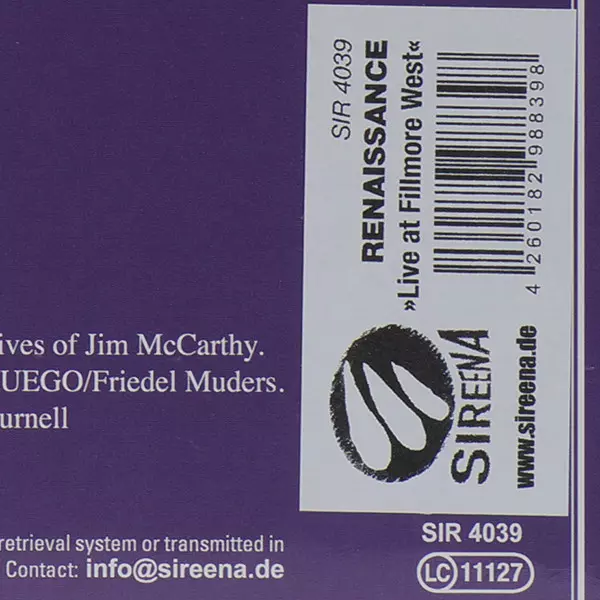 ives of Jim McCarthy.
UEGO/Friedel Muders.
urnell
retrieval system or transmitted in
Contact: info@sireena.de
SIR 4039
RENAISSANCE
»Live at Fillmore West«
4 260182 988398
SIREENA
www.sireena.de
SIR 4039
LC 11127